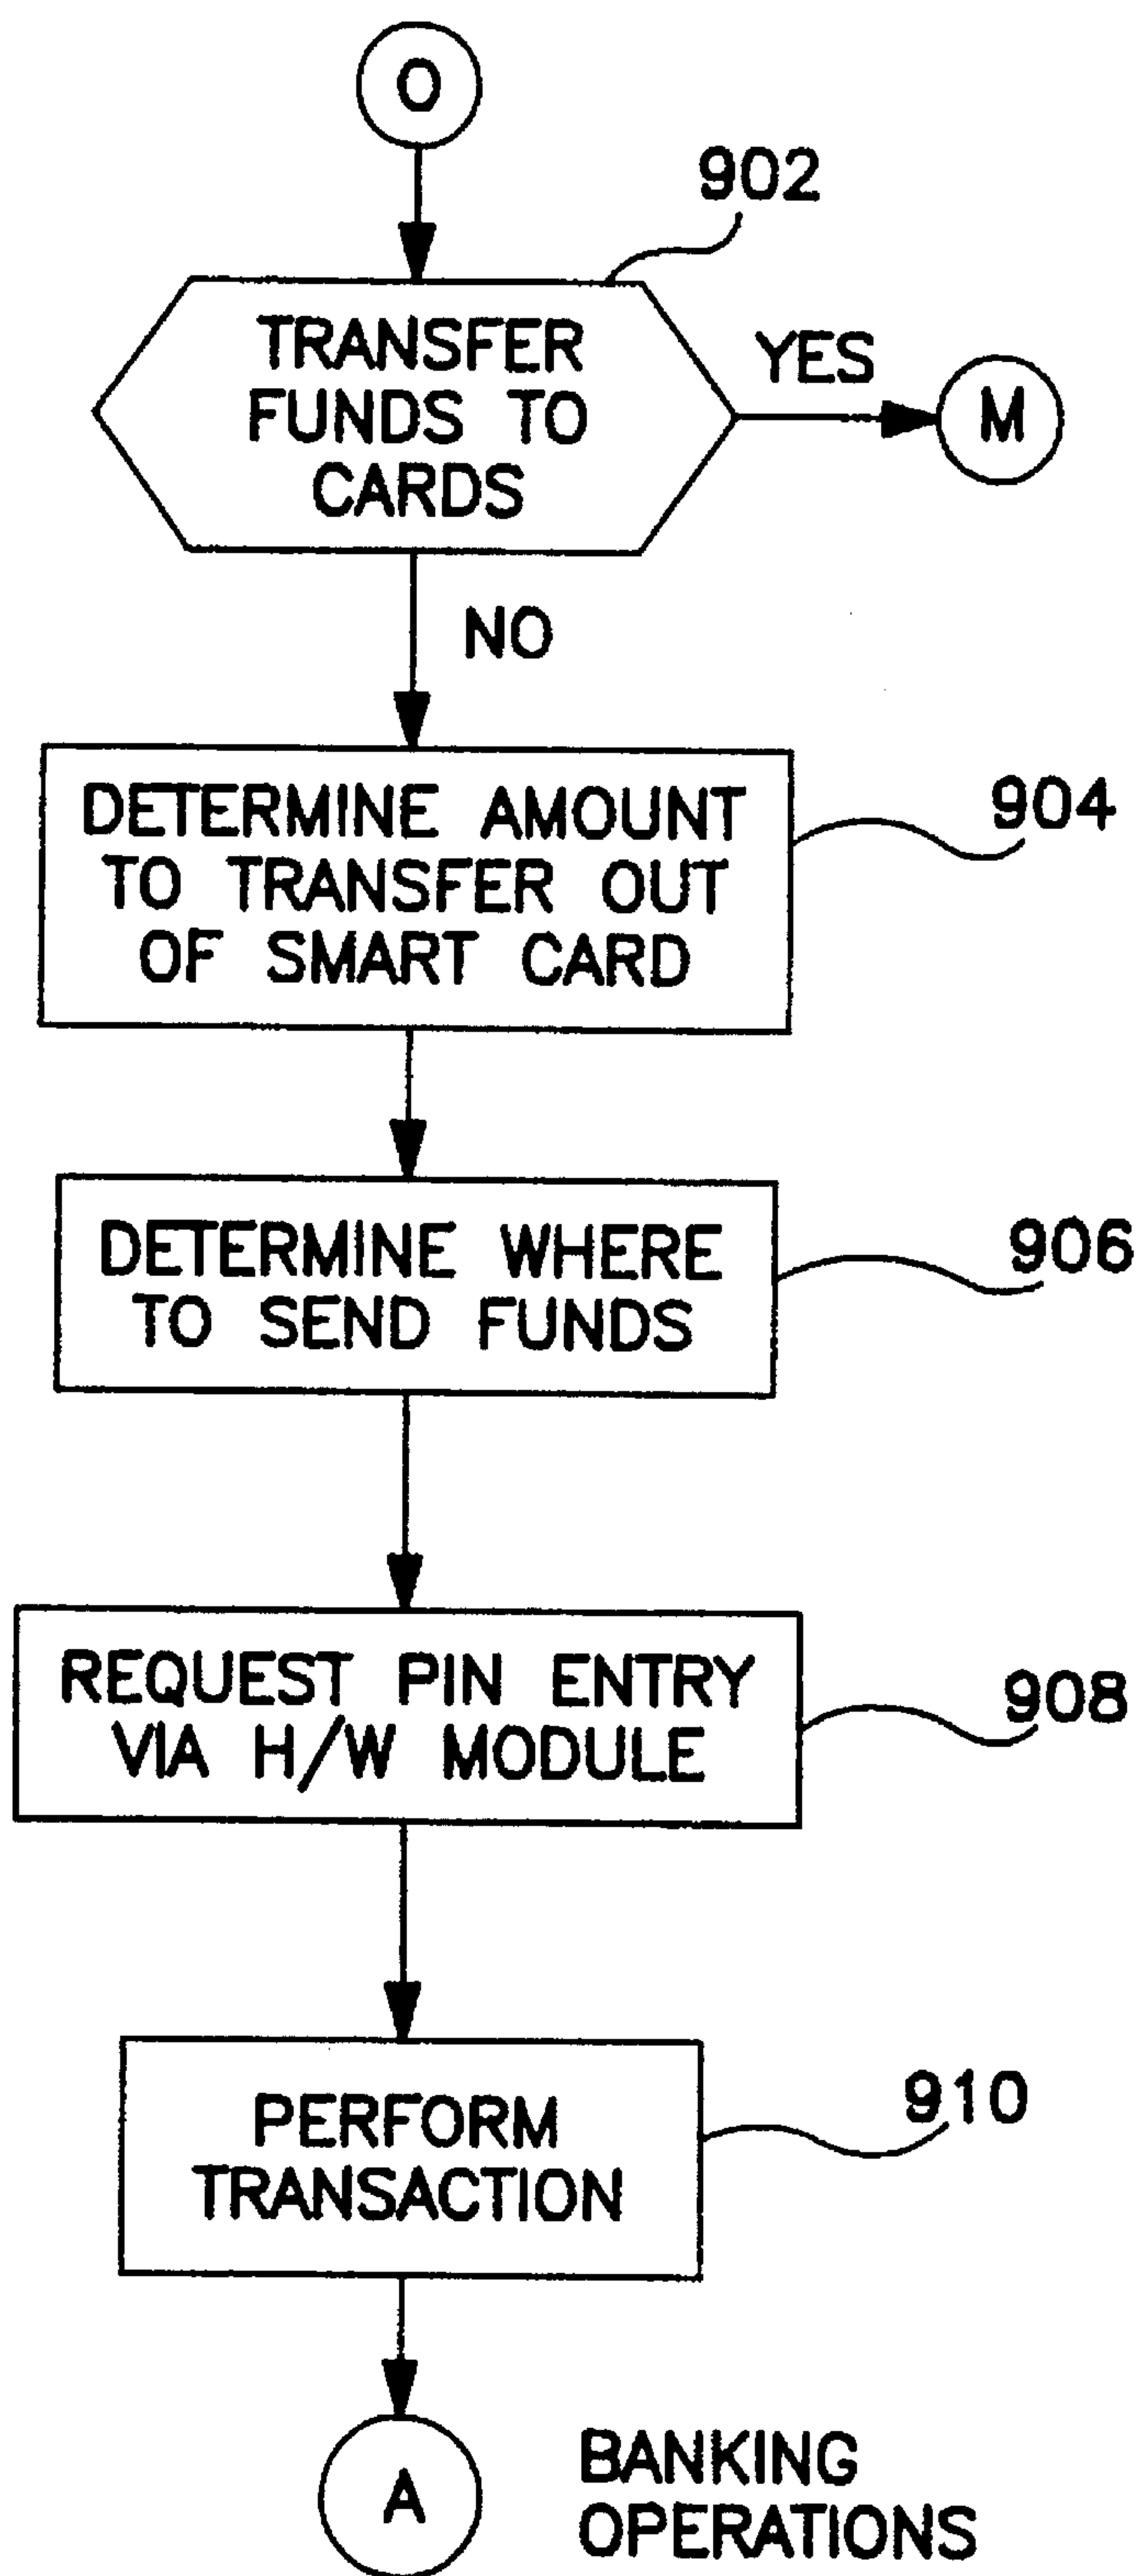 O
902
TRANSFER
FUNDS TO
CARDS
YES
M
NO
DETERMINE AMOUNT
TO TRANSFER OUT
OF SMART CARD
904
DETERMINE WHERE
TO SEND FUNDS
906
REQUEST PIN ENTRY
VIA H/W MODULE
908
PERFORM
TRANSACTION
910
A
BANKING
OPERATIONS